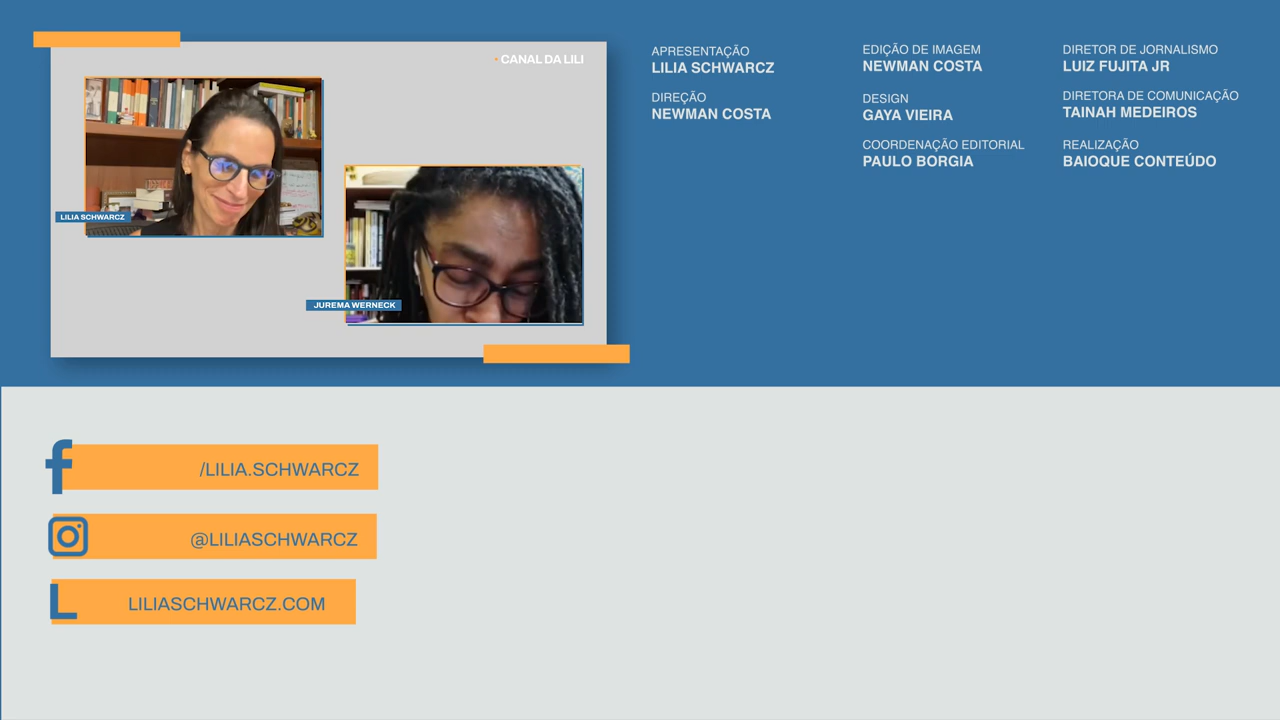 CANAL DA LILI
LILIA SCHWARCZ
JUREMA WERNECK
APRESENTAÇÃO
LILIA SCHWARCZ
DIREÇÃO
NEWMAN COSTA
EDIÇÃO DE IMAGEM
NEWMAN COSTA
DESIGN
GAYA VIEIRA
COORDENAÇÃO EDITORIAL
PAULO BORGIA
DIRETOR DE JORNALISMO
LUIZ FUJITA JR
DIRETORA DE COMUNICAÇÃO
TAINAH MEDEIROS
REALIZAÇÃO
BAIOQUE CONTEÚDO
/LILIA.SCHWARCZ
@LILIASCHWARCZ
L LILIASCHWARCZ.COM